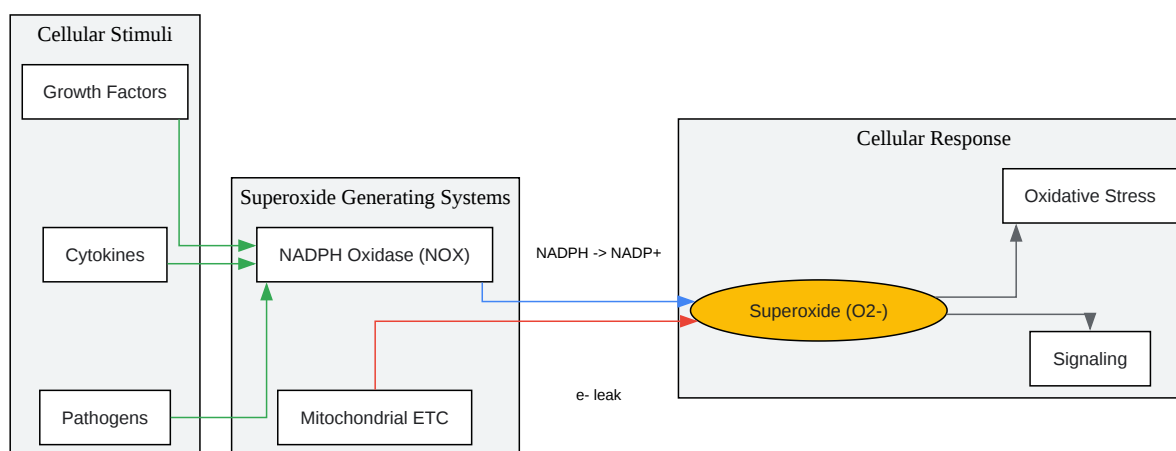 Cellular Stimuli
Growth Factors
Cytokines
Pathogens
Superoxide Generating Systems
NADPH Oxidase (NOX)
Mitochondrial ETC
NADPH -> NADP+
e- leak
Cellular Response
Superoxide (O2-)
Oxidative Stress
Signaling